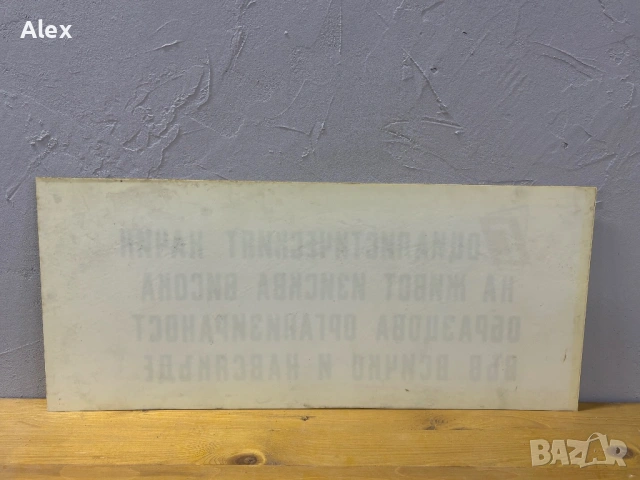 Alex
СОЦИАЛИСТИЧЕСКИЯТ НАЧИН
НА ЖИВОТ ИЗИСКВА ВИСОКА
ОБРАЗЦОВА ОРГАНИЗИРАНОСТ
ВЪВ ВСИЧКО И НАВСЯКЪДЕ
BAZAR